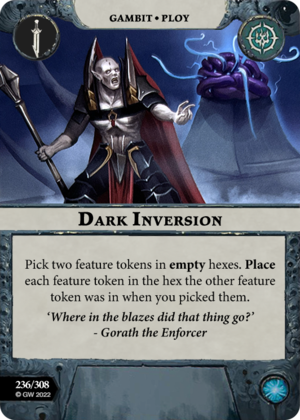 GAMBIT • PLOY
DARK INVERSION
Pick two feature tokens in empty hexes. Place
each feature token in the hex the other feature
token was in when you picked them.
‘Where in the blazes did that thing go?’
- Gorath the Enforcer
236/308
© GW 2022